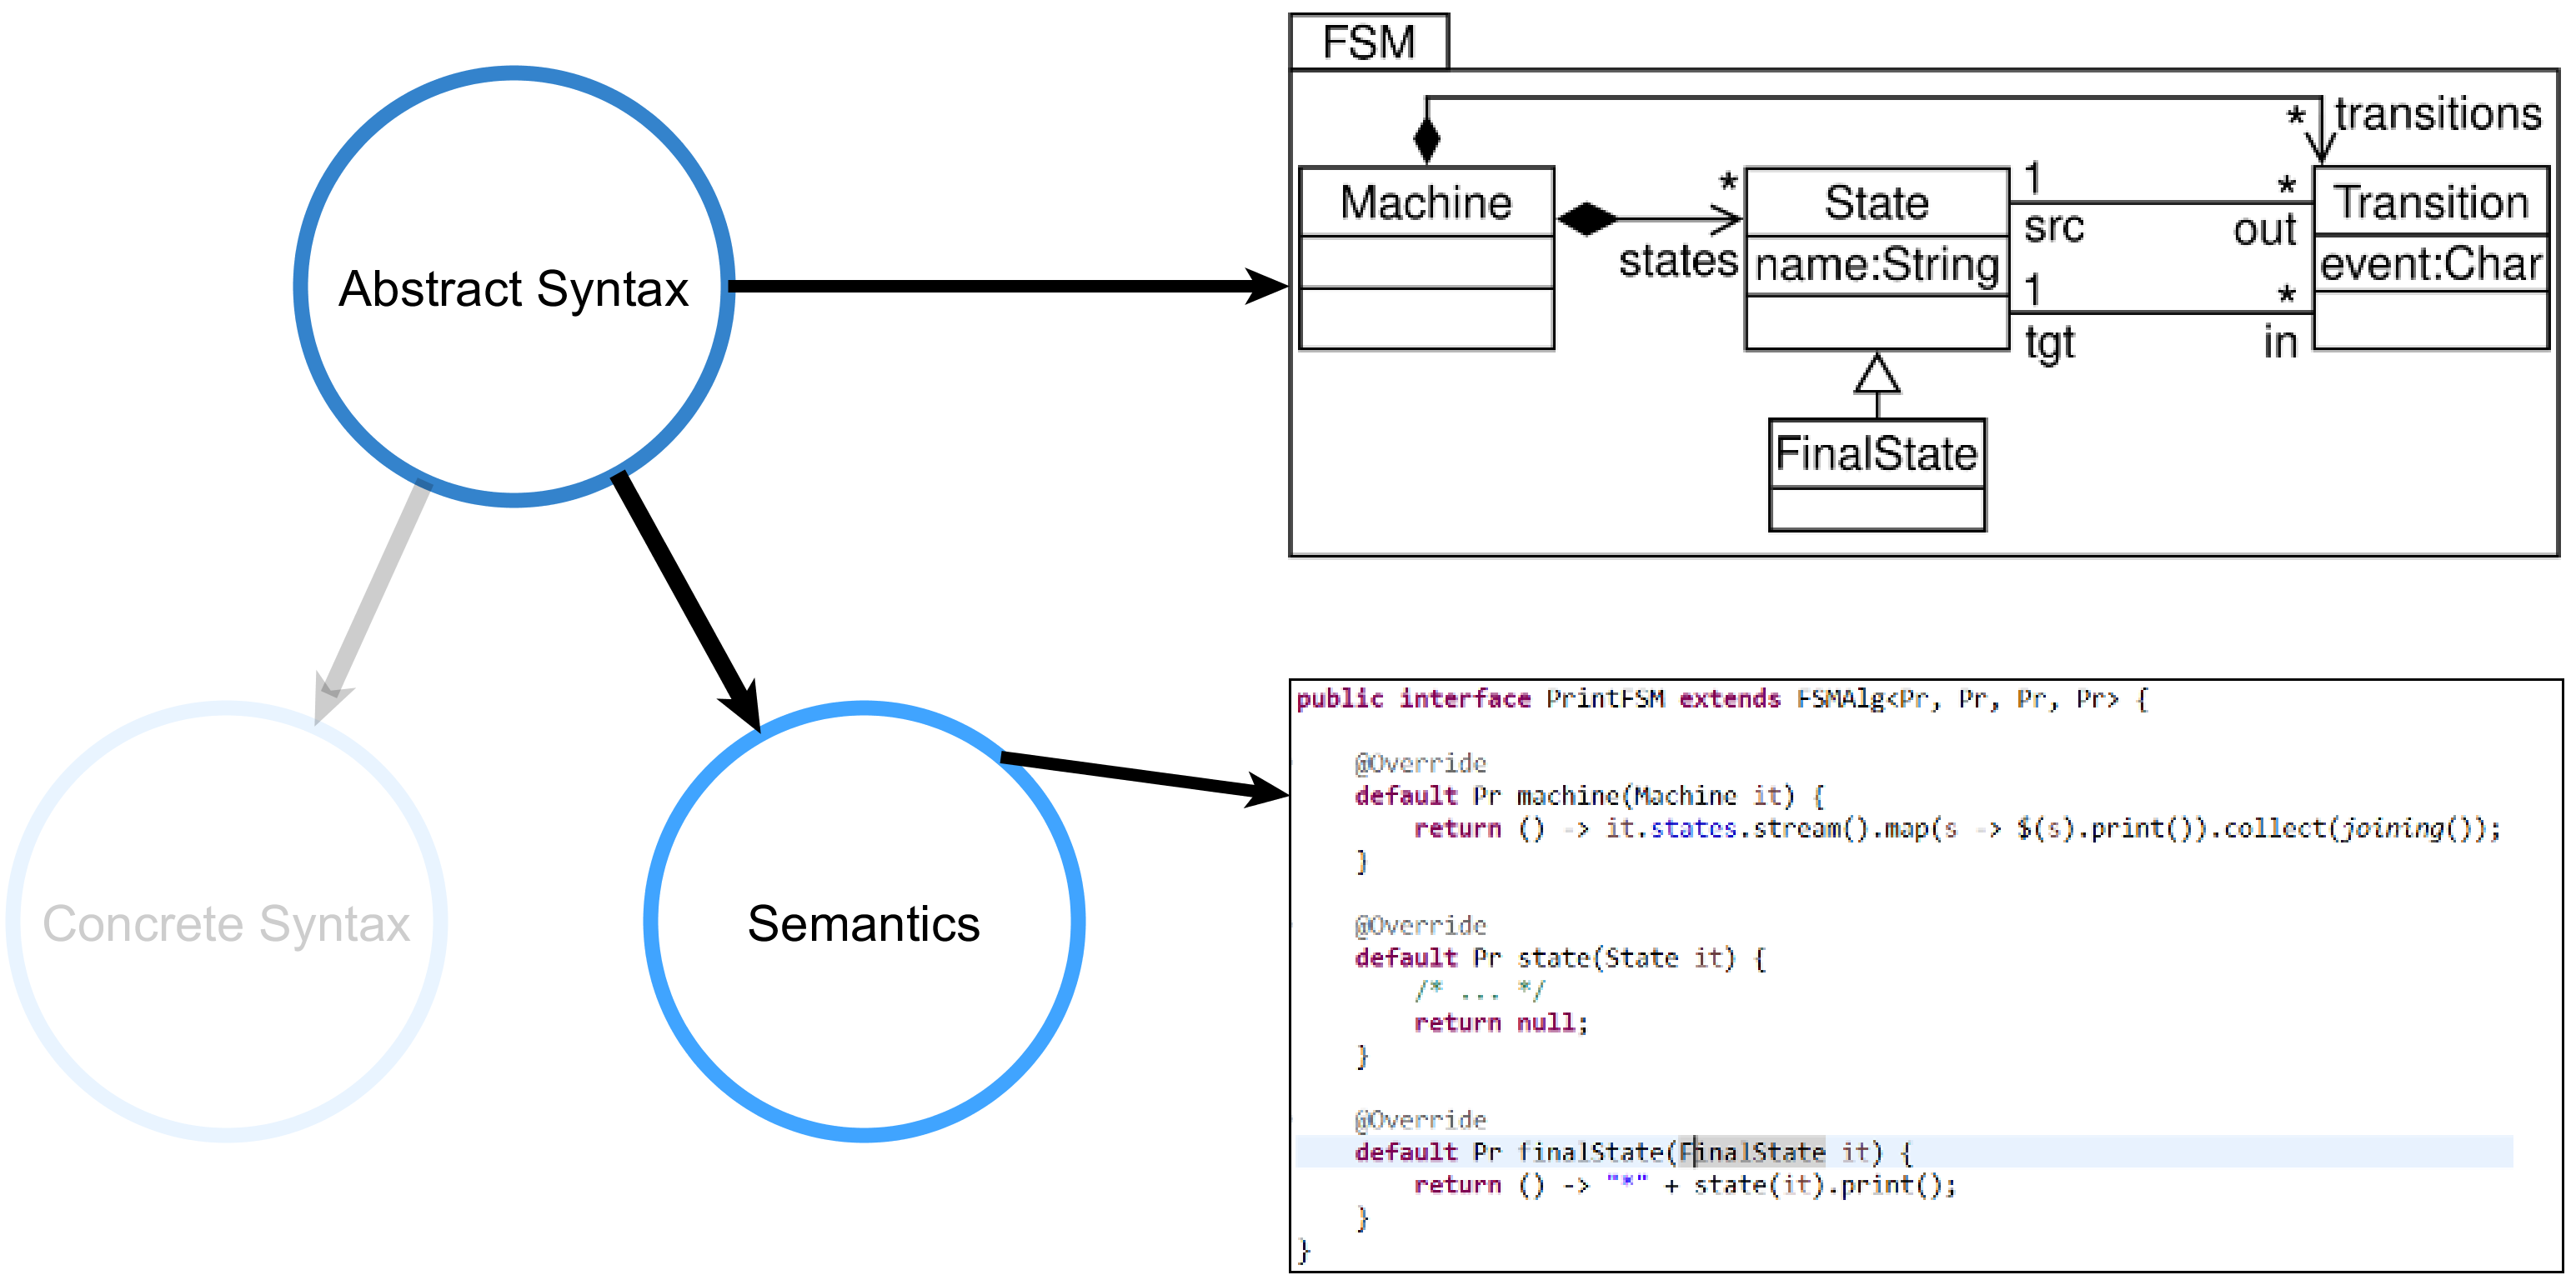 Abstract Syntax
Concrete Syntax
Semantics
FSM
* transitions
Machine
* State 1 * Transition
states src out
name:String event:Char
1 *
tgt in
FinalState
public interface PrintFSM extends FSMAlg<Pr, Pr, Pr, Pr> {
@Override
default Pr machine(Machine it) {
return () -> it.states.stream().map(s -> $(s).print()).collect(joining());
}
@Override
default Pr state(State it) {
/* ... */
return null;
}
@Override
default Pr finalState(FinalState it) {
return () -> "*" + state(it).print();
}
}